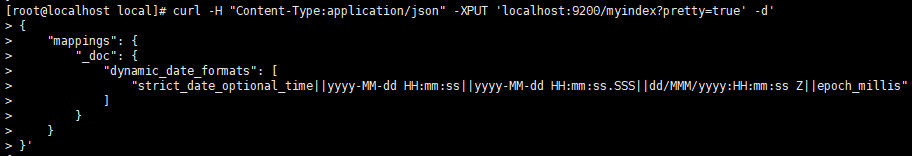 [root@localhost local]# curl -H "Content-Type:application/json" -XPUT 'localhost:9200/myindex?pretty=true' -d'
> {
>     "mappings": {
>         "_doc": {
>             "dynamic_date_formats": [
>                 "strict_date_optional_time||yyyy-MM-dd HH:mm:ss||yyyy-MM-dd HH:mm:ss.SSS||dd/MMM/yyyy:HH:mm:ss Z||epoch_millis"
>             ]
>         }
>     }
> }'